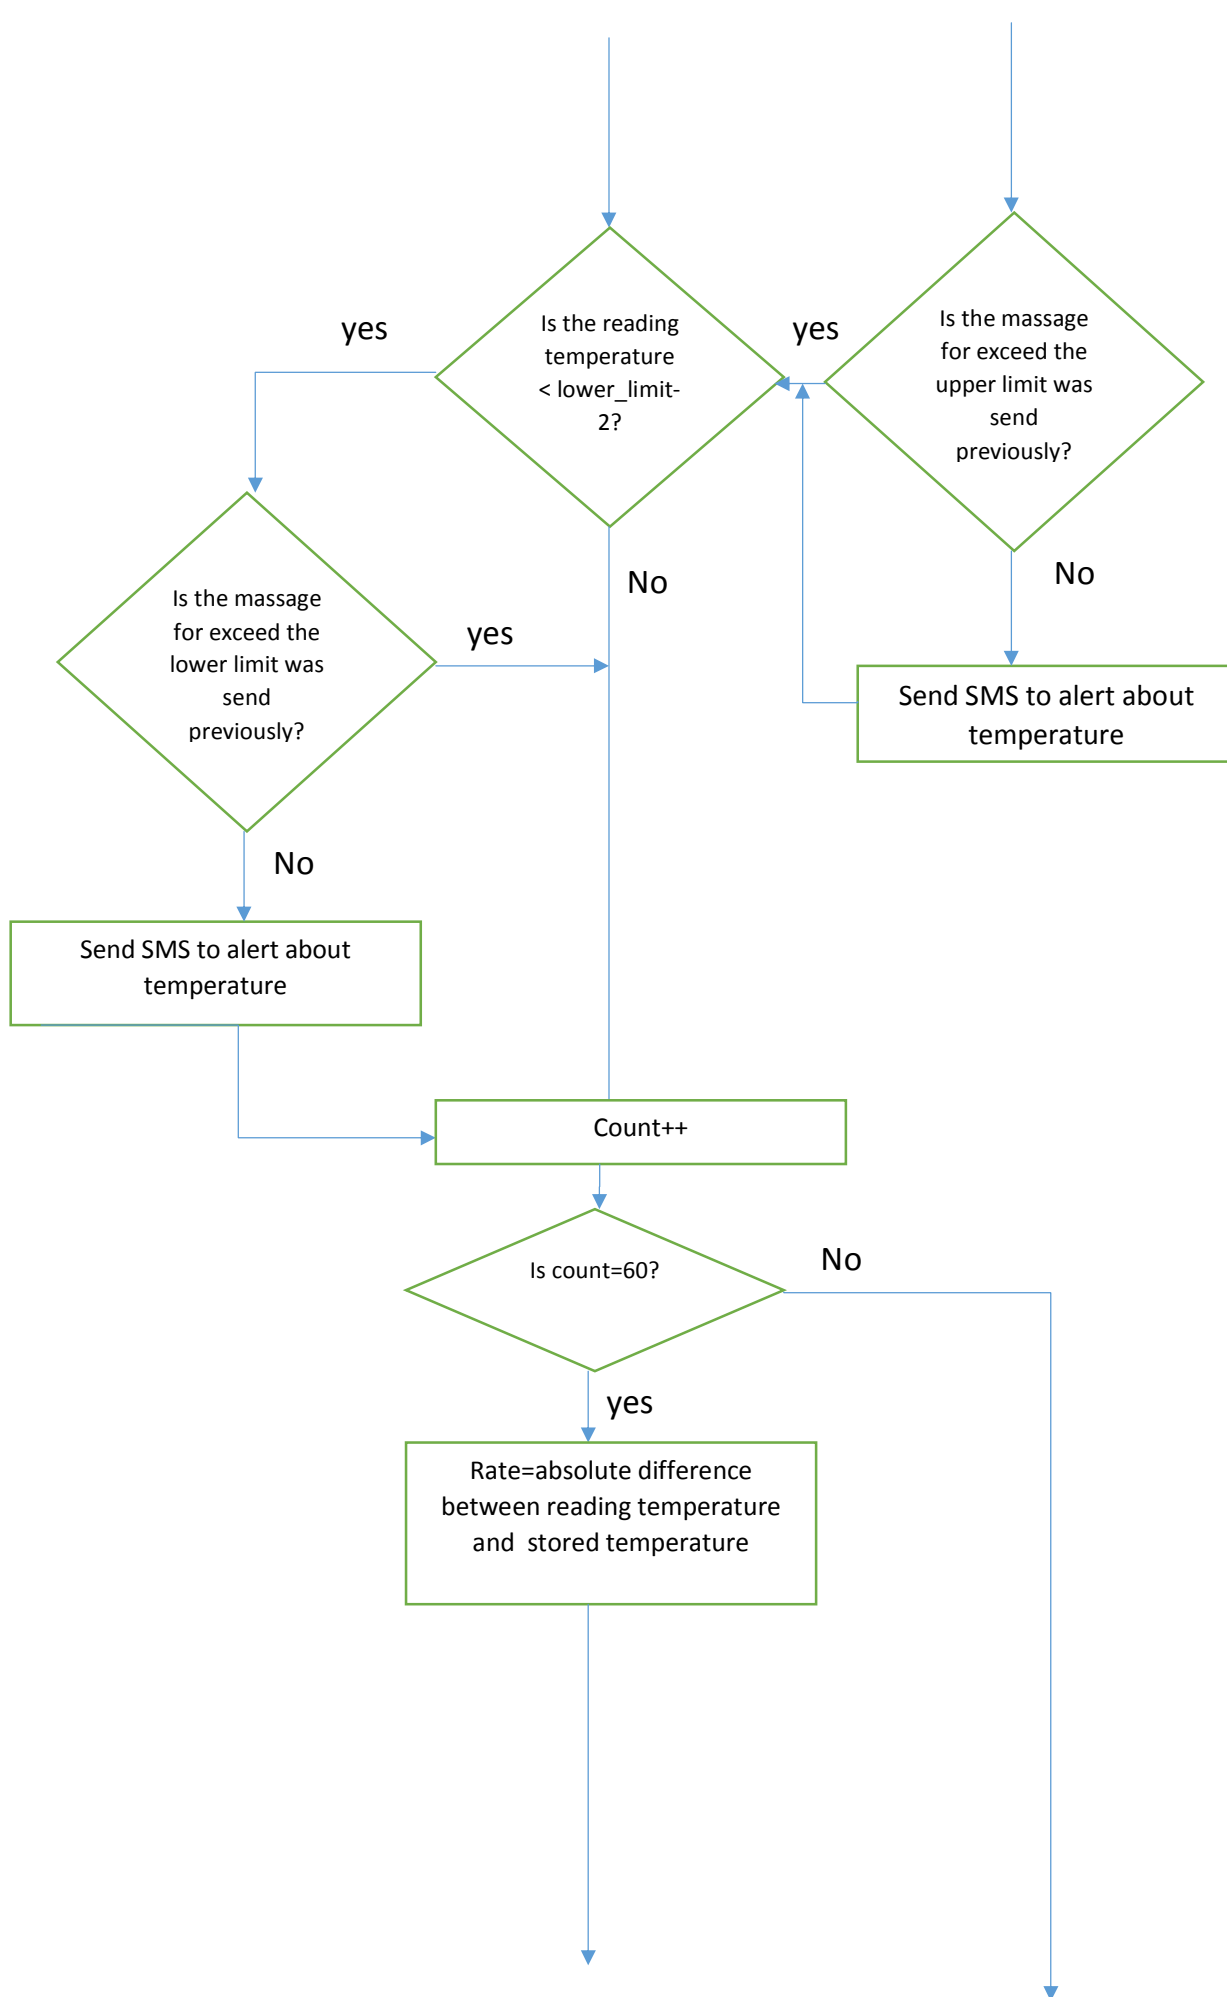 yes
Is the reading
temperature
< lower_limit-
2?
yes
Is the massage
for exceed the
upper limit was
send
previously?
No
No
Is the massage
for exceed the
lower limit was
send
previously?
yes
Send SMS to alert about
temperature
No
Send SMS to alert about
temperature
Count++
Is count=60?
No
yes
Rate=absolute difference
between reading temperature
and  stored temperature